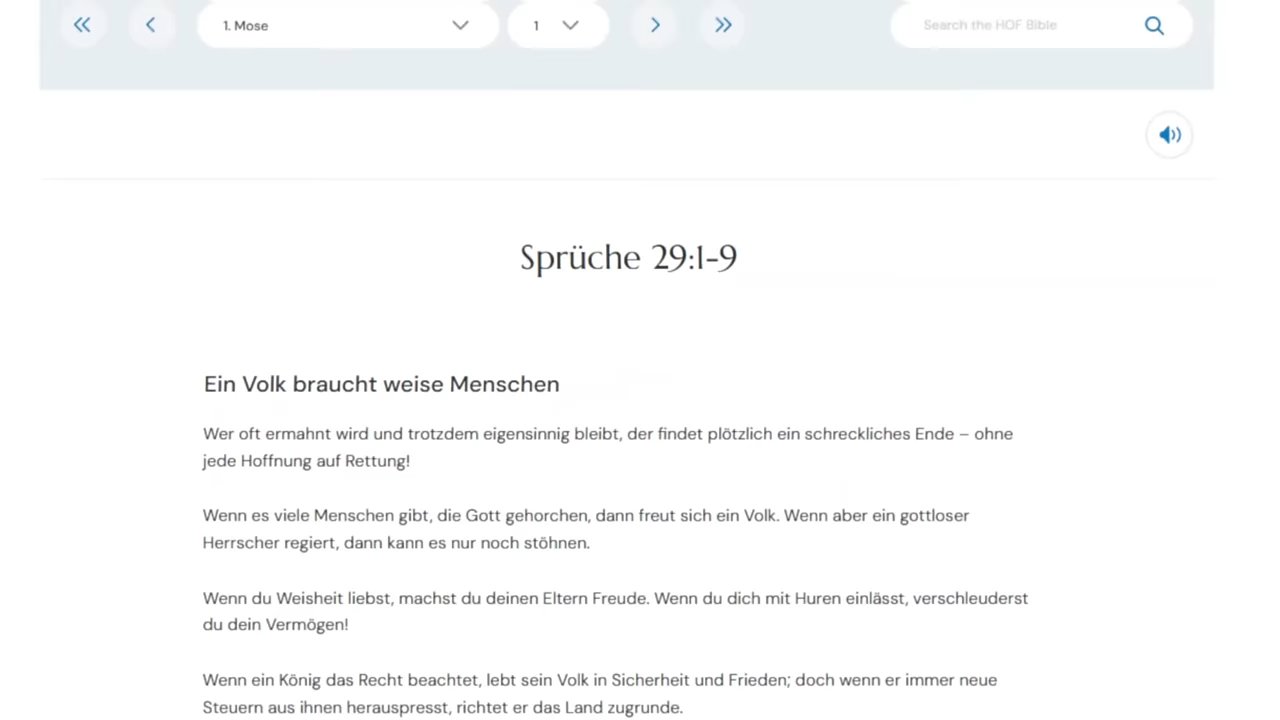 1. Mose
1
Search the HOF Bible
Sprüche 29:1-9
Ein Volk braucht weise Menschen
Wer oft ermahnt wird und trotzdem eigensinnig bleibt, der findet plötzlich ein schreckliches Ende – ohne
jede Hoffnung auf Rettung!
Wenn es viele Menschen gibt, die Gott gehorchen, dann freut sich ein Volk. Wenn aber ein gottloser
Herrscher regiert, dann kann es nur noch stöhnen.
Wenn du Weisheit liebst, machst du deinen Eltern Freude. Wenn du dich mit Huren einlässt, verschleuderst
du dein Vermögen!
Wenn ein König das Recht beachtet, lebt sein Volk in Sicherheit und Frieden; doch wenn er immer neue
Steuern aus ihnen herauspresst, richtet er das Land zugrunde.